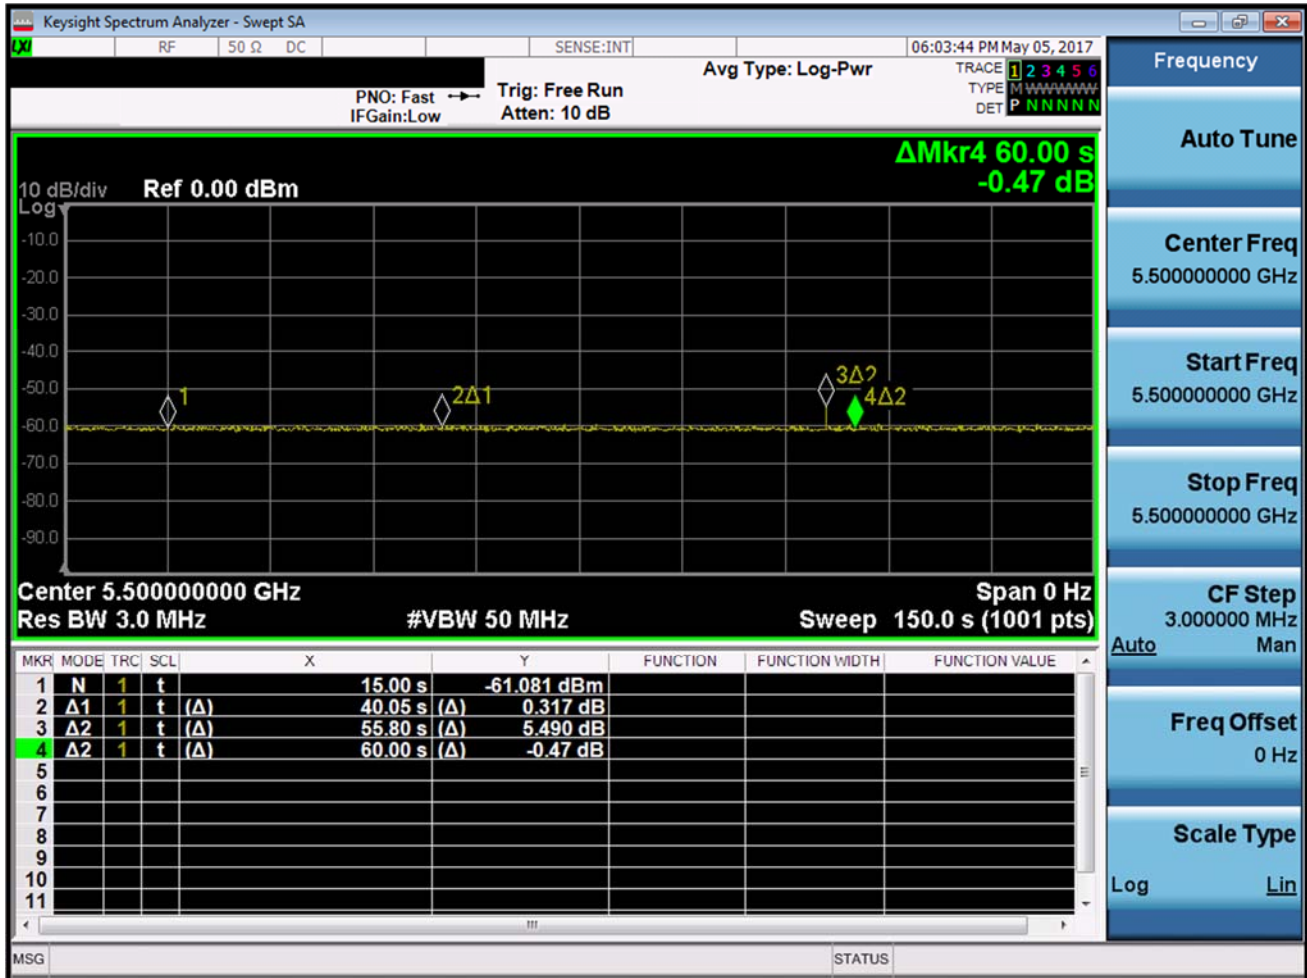 Keysight Spectrum Analyzer - Swept SA
LXI RF 50 Ω DC SENSE:INT 06:03:44 PM May 05, 2017
Frequency
PNO: Fast
IFGain:Low
Trig: Free Run
Atten: 10 dB
Avg Type: Log-Pwr
TRACE 1 2 3 4 5 6
TYPE M WWWWW
DET P N N N N N
Auto Tune
ΔMkr4 60.00 s
-0.47 dB
10 dB/div Ref 0.00 dBm
Log
-10.0
-20.0
-30.0
-40.0
-50.0
-60.0
-70.0
-80.0
-90.0
1
2Δ1
3Δ2
4Δ2
Center 5.500000000 GHz Span 0 Hz
Res BW 3.0 MHz #VBW 50 MHz Sweep 150.0 s (1001 pts)
Center Freq
5.500000000 GHz
Start Freq
5.500000000 GHz
Stop Freq
5.500000000 GHz
CF Step
3.000000 MHz
Auto Man
Freq Offset
0 Hz
Scale Type
Log Lin
MKR MODE TRC SCL X Y FUNCTION FUNCTION WIDTH FUNCTION VALUE
1 N 1 t 15.00 s -61.081 dBm
2 Δ1 1 t (Δ) 40.05 s (Δ) 0.317 dB
3 Δ2 1 t (Δ) 55.80 s (Δ) 5.490 dB
4 Δ2 1 t (Δ) 60.00 s (Δ) -0.47 dB
5
6
7
8
9
10
11
MSG STATUS